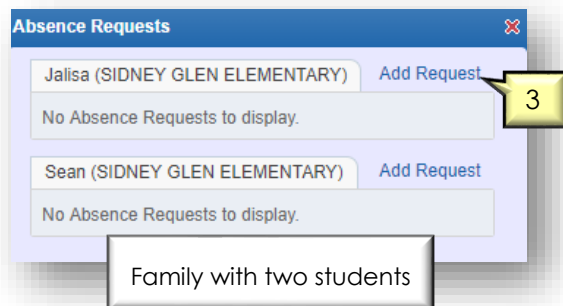 Absence Requests
Jalisa (SIDNEY GLEN ELEMENTARY) Add Request
3
No Absence Requests to display.
Sean (SIDNEY GLEN ELEMENTARY) Add Request
No Absence Requests to display.
Family with two students